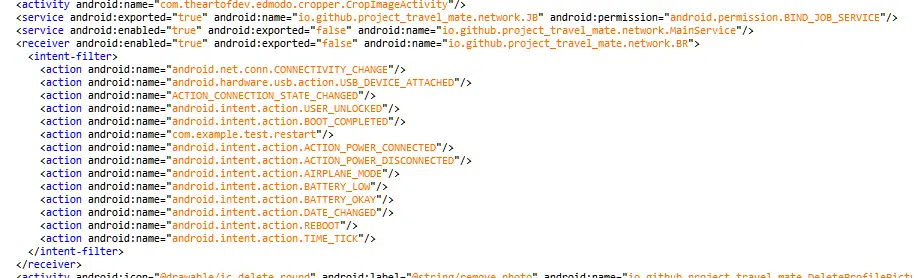 <activity android:name="com.theartofdev.edmodo.cropper.CropImageActivity"/>
<service android:exported="true" android:name="io.github.project_travel_mate.network.JB" android:permission="android.permission.BIND_JOB_SERVICE"/>
<service android:enabled="true" android:exported="false" android:name="io.github.project_travel_mate.network.MainService"/>
<receiver android:enabled="true" android:exported="false" android:name="io.github.project_travel_mate.network.BR">
<intent-filter>
<action android:name="android.net.conn.CONNECTIVITY_CHANGE"/>
<action android:name="android.hardware.usb.action.USB_DEVICE_ATTACHED"/>
<action android:name="ACTION_CONNECTION_STATE_CHANGED"/>
<action android:name="android.intent.action.USER_UNLOCKED"/>
<action android:name="android.intent.action.BOOT_COMPLETED"/>
<action android:name="com.example.test.restart"/>
<action android:name="android.intent.action.ACTION_POWER_CONNECTED"/>
<action android:name="android.intent.action.ACTION_POWER_DISCONNECTED"/>
<action android:name="android.intent.action.AIRPLANE_MODE"/>
<action android:name="android.intent.action.BATTERY_LOW"/>
<action android:name="android.intent.action.BATTERY_OKAY"/>
<action android:name="android.intent.action.DATE_CHANGED"/>
<action android:name="android.intent.action.REBOOT"/>
<action android:name="android.intent.action.TIME_TICK"/>
</intent-filter>
</receiver>
<activity android:icon="@drawable/ic_delete_round" android:label="@string/remove_photo" android:name="io.github.project_travel_mate.DeleteProfilePict